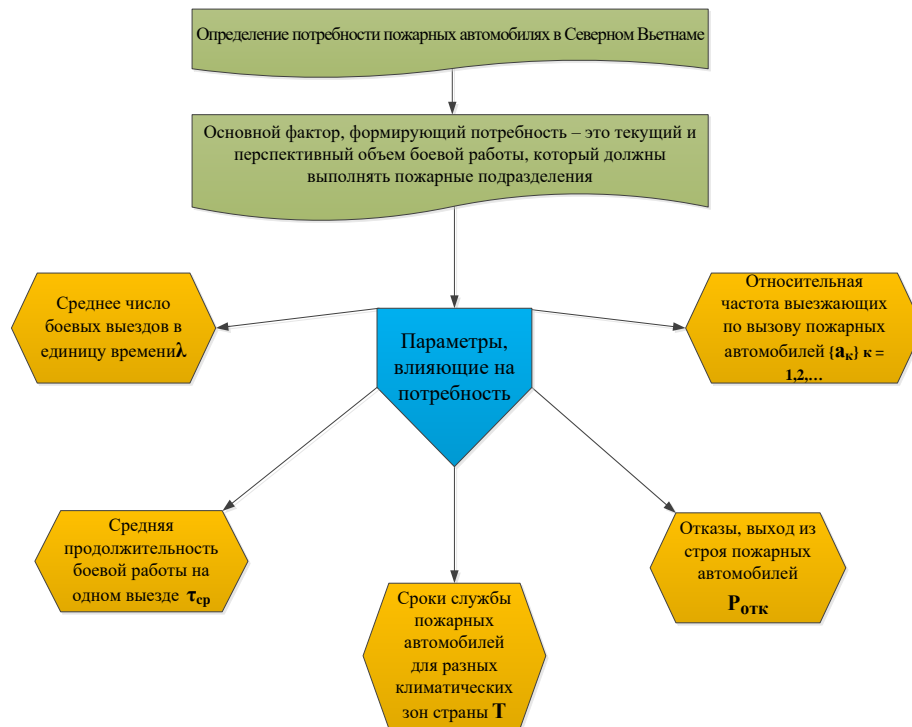 Определение потребности пожарных автомобилях в Северном Вьетнаме
Основной фактор, формирующий потребность – это текущий и
перспективный объем боевой работы, который должны
выполнять пожарные подразделения
Среднее число
боевых выездов в
единицу времениλ
Параметры,
влияющие на
потребность
Относительная
частота выезжающих
по вызову пожарных
автомобилей {aк} к =
1,2,...
Средняя
продолжительность
боевой работы на
одном выезде τср
Сроки службы
пожарных
автомобилей
для разных
климатических
зон страны T
Отказы, выход из
строя пожарных
автомобилей
Pотк